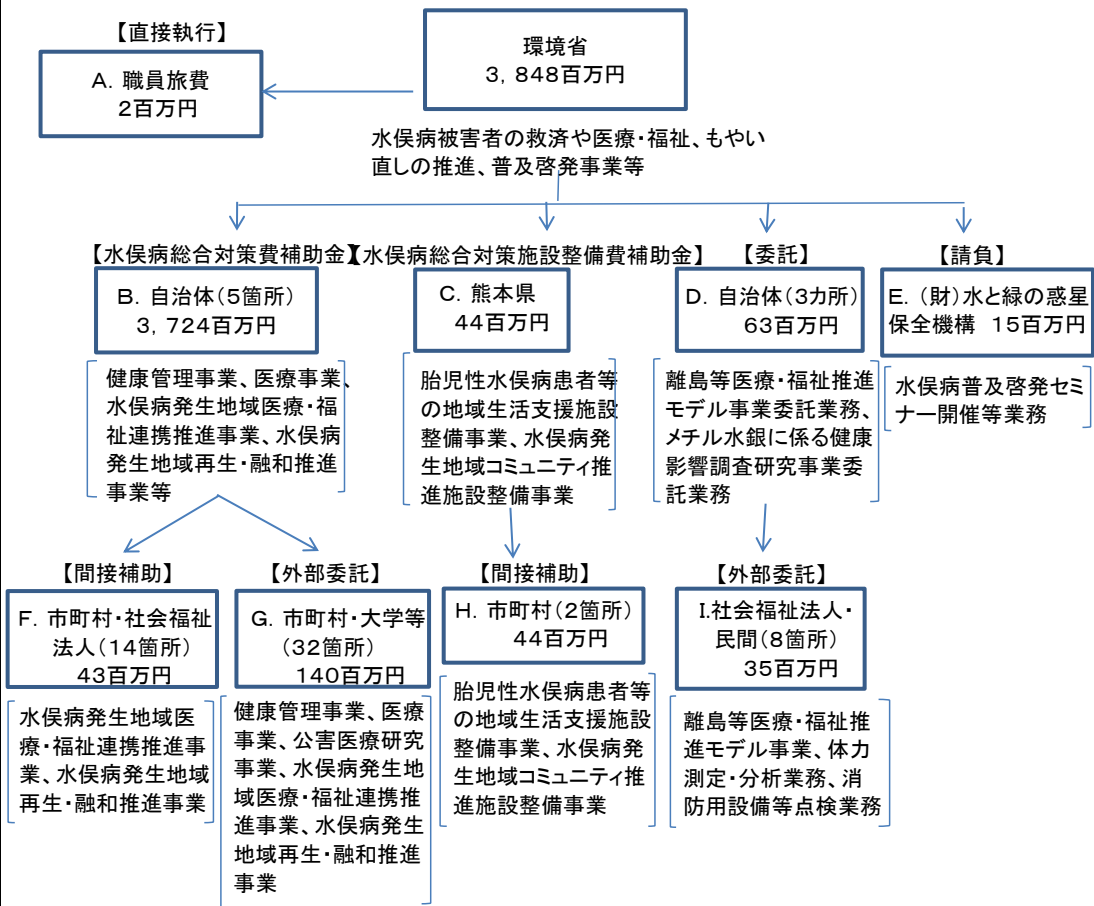 【直接執行】
A. 職員旅費
2百万円
環境省
3, 848百万円
水俣病被害者の救済や医療・福祉、もやい
直しの推進、普及啓発事業等
【水俣病総合対策費補助金】
B. 自治体(5箇所)
3, 724百万円
健康管理事業、医療事業、
水俣病発生地域医療・福
祉連携推進事業、水俣病
発生地域再生・融和推進
事業等
【水俣病総合対策施設整備費補助金】
C. 熊本県
44百万円
胎児性水俣病患者等
の地域生活支援施設
整備事業、水俣病発
生地域コミュニティ推
進施設整備事業
【委託】
D. 自治体(3カ所)
63百万円
離島等医療・福祉推進
モデル事業委託業務、
メチル水銀に係る健康
影響調査研究事業委
託業務
【請負】
E. (財)水と緑の惑星
保全機構 15百万円
水俣病普及啓発セミ
ナー開催等業務
【間接補助】
F. 市町村・社会福祉
法人(14箇所)
43百万円
水俣病発生地域医
療・福祉連携推進事
業、水俣病発生地域
再生・融和推進事業
【外部委託】
G. 市町村・大学等
(32箇所)
140百万円
健康管理事業、医療
事業、公害医療研究
事業、水俣病発生地
域医療・福祉連携推
進事業、水俣病発生
地域再生・融和推進
事業
【間接補助】
H. 市町村(2箇所)
44百万円
胎児性水俣病患者等
の地域生活支援施設
整備事業、水俣病発
生地域コミュニティ推
進施設整備事業
【外部委託】
I.社会福祉法人・
民間(8箇所)
35百万円
離島等医療・福祉推
進モデル事業、体力
測定・分析業務、消
防用設備等点検業務